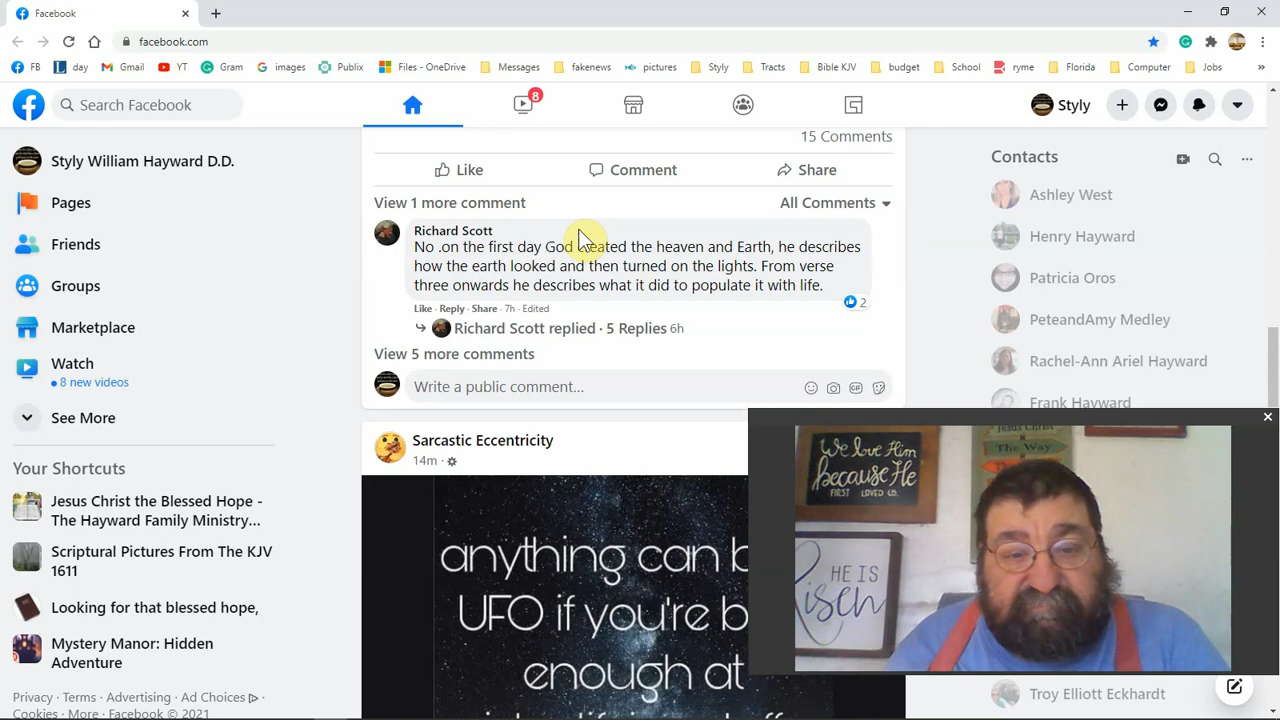 Facebook
facebook.com
FB
day
Gmail
YT
Gram
images
Publix
Files - OneDrive
Messages
fakenews
pictures
Styly
Tracts
Bible KJV
budget
School
ryme
Florida
Computer
Jobs
»
Search Facebook
8
Styly
Styly William Hayward D.D.
Pages
Friends
Groups
Marketplace
Watch
8 new videos
See More
Your Shortcuts
Jesus Christ the Blessed Hope -
The Hayward Family Ministry...
Scriptural Pictures From The KJV
1611
Looking for that blessed hope,
Mystery Manor: Hidden
Adventure
Privacy · Terms · Advertising · Ad Choices ·
Cookies · More · Facebook © 2021
15 Comments
Like
Comment
Share
View 1 more comment
All Comments
Richard Scott
No .on the first day God created the heaven and Earth, he describes
how the earth looked and then turned on the lights. From verse
three onwards he describes what it did to populate it with life.
2
Like · Reply · Share · 7h · Edited
Richard Scott replied · 5 Replies 6h
View 5 more comments
Write a public comment...
GIF
Sarcastic Eccentricity
14m ·
anything can b
UFO if you're b
enough at
Contacts
Ashley West
Henry Hayward
Patricia Oros
PeteandAmy Medley
Rachel-Ann Ariel Hayward
Frank Hayward
Troy Elliott Eckhardt
We love Him
because He
FIRST LOVED US.
Jesus Christ
The Way
HE IS
Risen